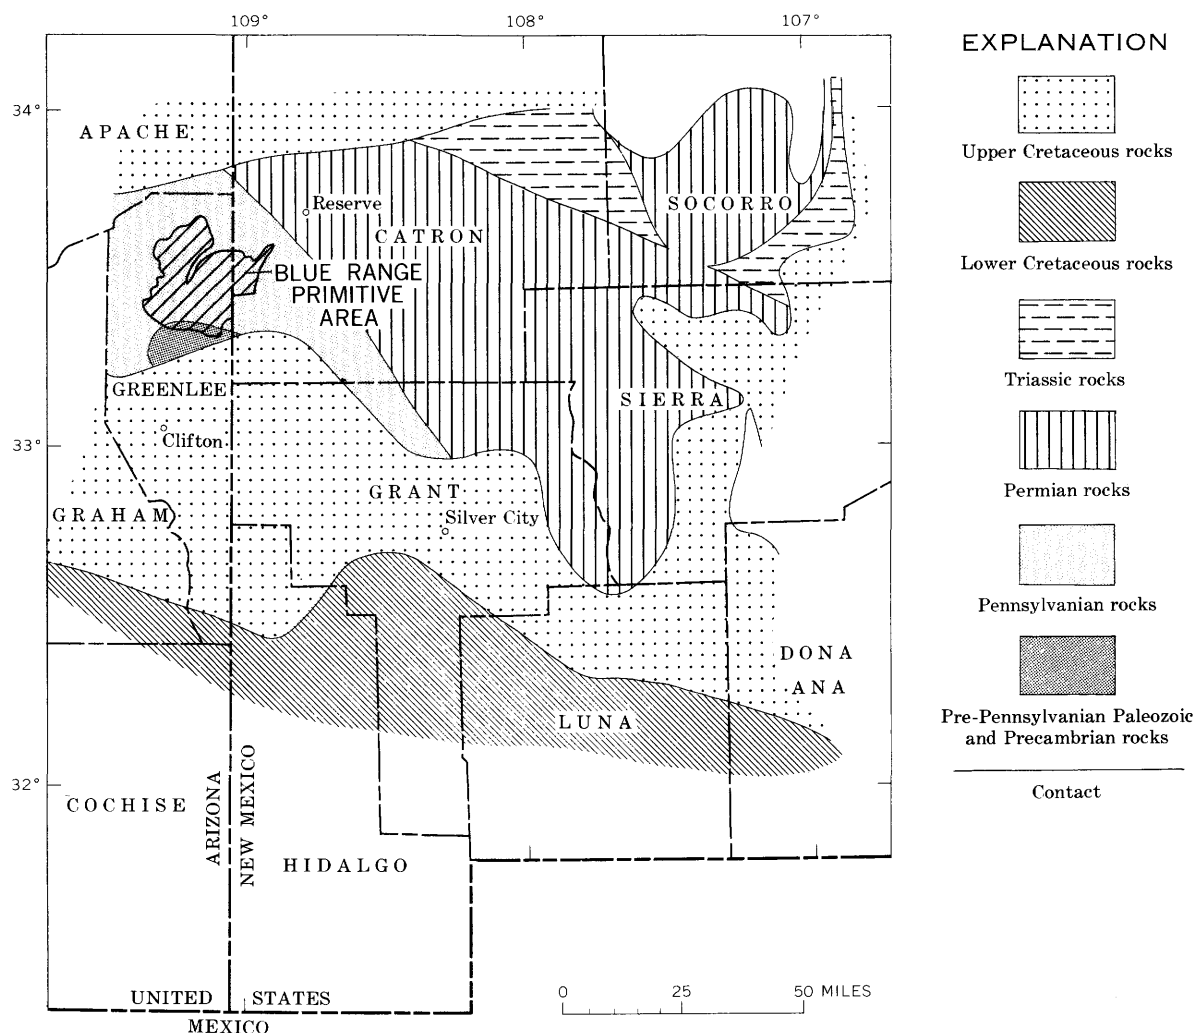 109°
108°
107°
34°
APACHE
Reserve
SOCORRO
CATRON
BLUE RANGE
PRIMITIVE
AREA
GREENLEE
SIERRA
33°
Clifton
GRANT
GRAHAM
Silver City
DONA
ANA
LUNA
32°
COCHISE
ARIZONA
NEW MEXICO
HIDALGO
UNITED STATES
MEXICO
0 25 50 MILES
EXPLANATION
Upper Cretaceous rocks
Lower Cretaceous rocks
Triassic rocks
Permian rocks
Pennsylvanian rocks
Pre-Pennsylvanian Paleozoic
and Precambrian rocks
Contact